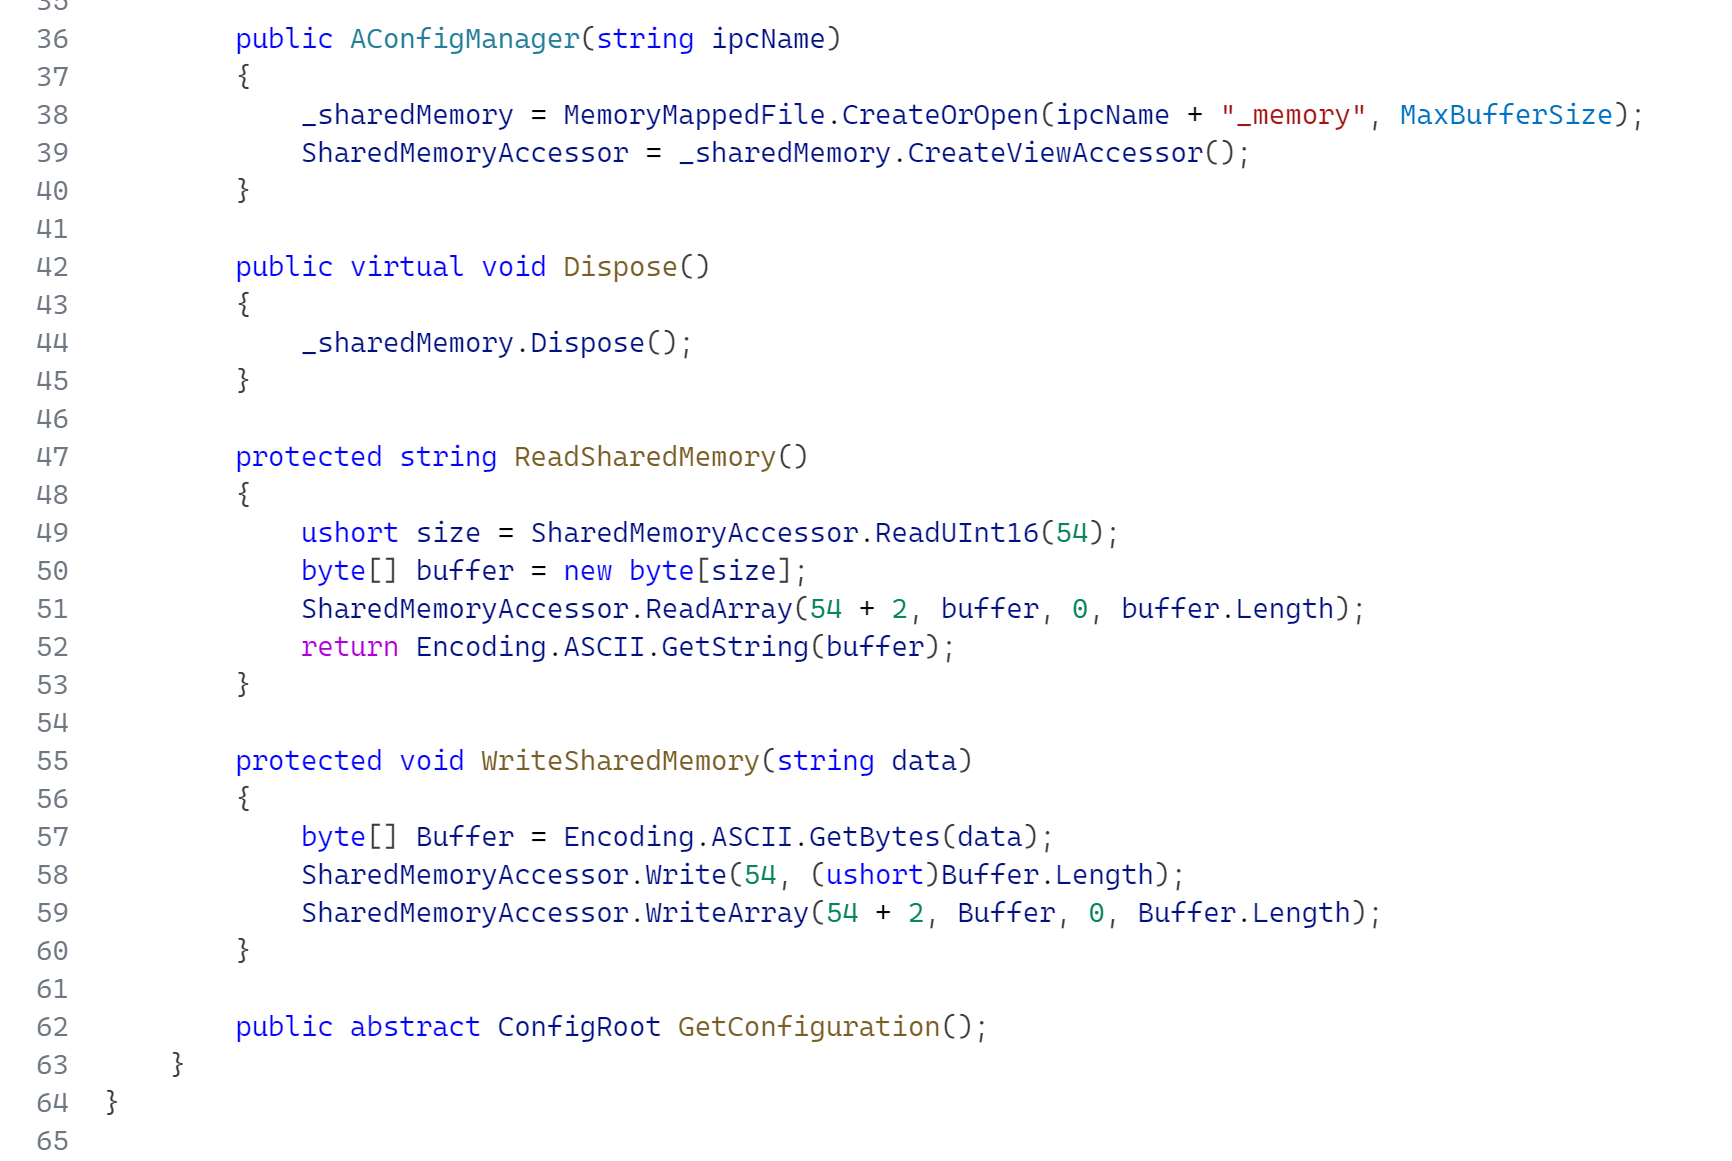 35
36 public AConfigManager(string ipcName)
37 {
38 _sharedMemory = MemoryMappedFile.CreateOrOpen(ipcName + "_memory", MaxBufferSize);
39 SharedMemoryAccessor = _sharedMemory.CreateViewAccessor();
40 }
41
42 public virtual void Dispose()
43 {
44 _sharedMemory.Dispose();
45 }
46
47 protected string ReadSharedMemory()
48 {
49 ushort size = SharedMemoryAccessor.ReadUInt16(54);
50 byte[] buffer = new byte[size];
51 SharedMemoryAccessor.ReadArray(54 + 2, buffer, 0, buffer.Length);
52 return Encoding.ASCII.GetString(buffer);
53 }
54
55 protected void WriteSharedMemory(string data)
56 {
57 byte[] Buffer = Encoding.ASCII.GetBytes(data);
58 SharedMemoryAccessor.Write(54, (ushort)Buffer.Length);
59 SharedMemoryAccessor.WriteArray(54 + 2, Buffer, 0, Buffer.Length);
60 }
61
62 public abstract ConfigRoot GetConfiguration();
63 }
64 }
65